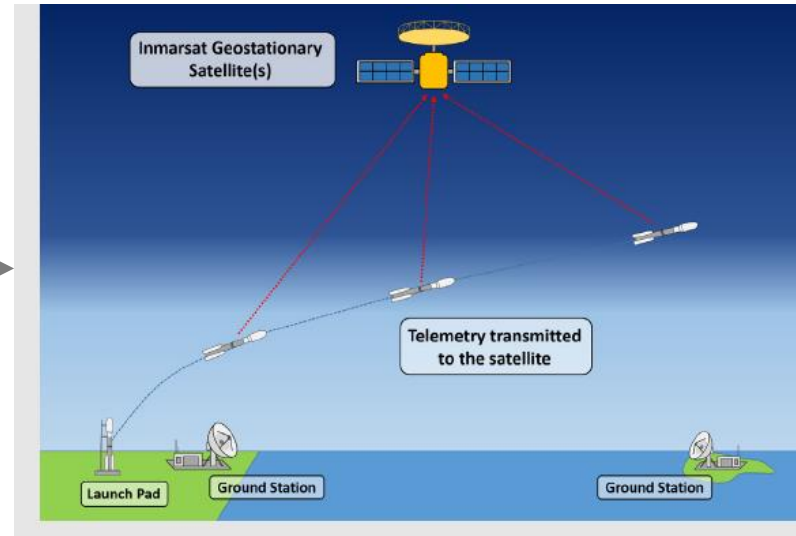 Inmarsat Geostationary
Satellite(s)
Telemetry transmitted
to the satellite
Launch Pad
Ground Station
Ground Station